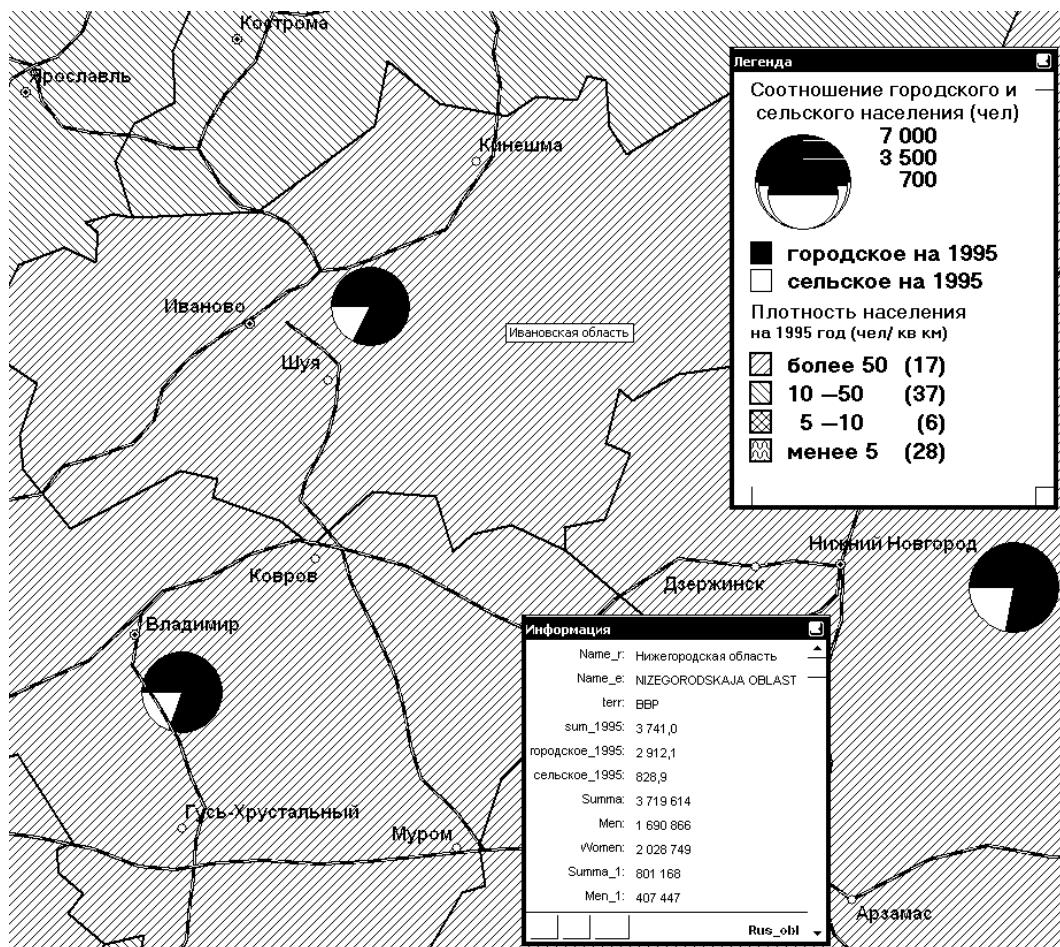 Кострома
Ярославль
Кинешма
Иваново
Шуя
Ивановская область
Ковров
Владимир
Гусь-Хрустальный
Муром
Дзержинск
Нижний Новгород
Арзамас
Легенда
Соотношение городского и
сельского населения (чел)
7 000
3 500
700
городское на 1995
сельское на 1995
Плотность населения
на 1995 год (чел/ кв км)
более 50 (17)
10 —50 (37)
5 —10 (6)
менее 5 (28)
Информация
Name_r: Нижегородская область
Name_e: NIZEGORODSKAJA OBLAST
terr: ВВР
sum_1995: 3 741,0
городское_1995: 2 912,1
сельское_1995: 828,9
Summa: 3 719 614
Men: 1 690 866
Women: 2 028 749
Summa_1: 801 168
Men_1: 407 447
Rus_obl